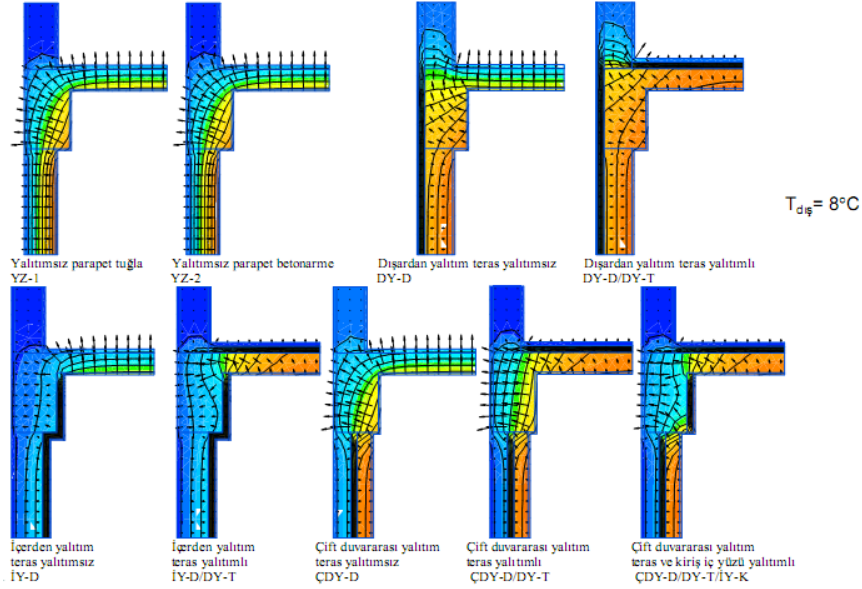 T_dış= 8°C
Yalıtımsız parapet tuğla
YZ-1
Yalıtımsız parapet betonarme
YZ-2
Dışardan yalıtım teras yalıtımsız
DY-D
Dışardan yalıtım teras yalıtımlı
DY-D/DY-T
İçerden yalıtım
teras yalıtımsız
İY-D
İçerden yalıtım
teras yalıtımlı
İY-D/DY-T
Çift duvararası yalıtım
teras yalıtımsız
ÇDY-D
Çift duvararası yalıtım
teras yalıtımlı
ÇDY-D/DY-T
Çift duvararası yalıtım
teras ve kiriş iç yüzü yalıtımlı
ÇDY-D/DY-T/İY-K